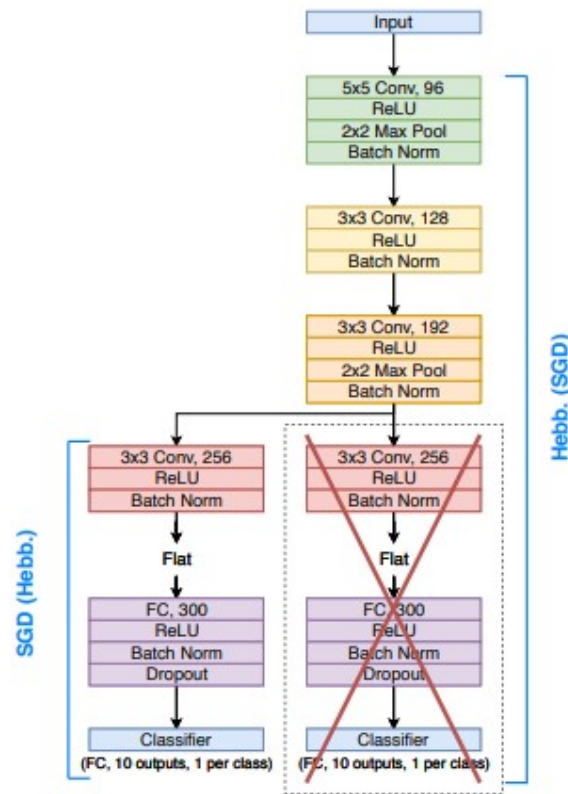 Input
5x5 Conv, 96
ReLU
2x2 Max Pool
Batch Norm
3x3 Conv, 128
ReLU
Batch Norm
3x3 Conv, 192
ReLU
2x2 Max Pool
Batch Norm
Hebb. (SGD)
SGD (Hebb.)
3x3 Conv, 256
ReLU
Batch Norm
Flat
FC, 300
ReLU
Batch Norm
Dropout
Classifier
(FC, 10 outputs, 1 per class)
3x3 Conv, 256
ReLU
Batch Norm
Flat
FC, 300
ReLU
Batch Norm
Dropout
Classifier
(FC, 10 outputs, 1 per class)